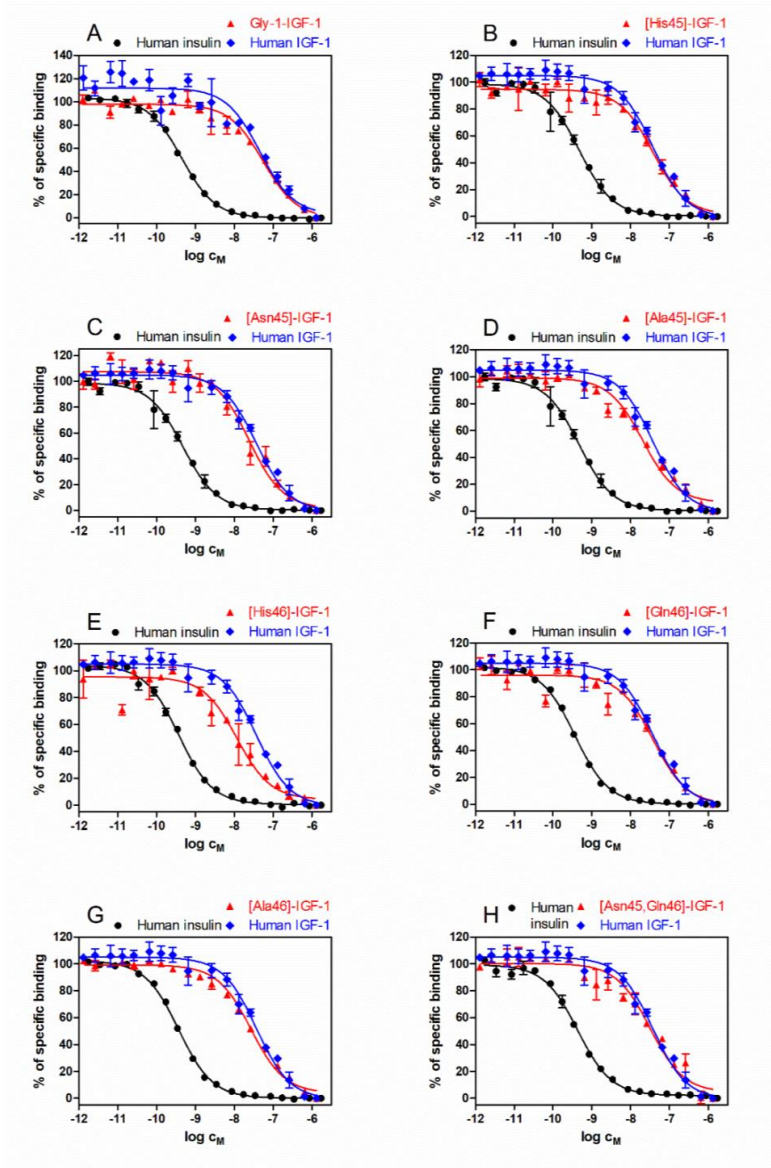 A
Gly-1-IGF-1
Human insulin Human IGF-1
% of specific binding
140
120
100
80
60
40
20
0
-12 -11 -10 -9 -8 -7 -6
log cM
B
[His45]-IGF-1
Human insulin Human IGF-1
% of specific binding
120
100
80
60
40
20
0
-12 -11 -10 -9 -8 -7 -6
log cM
C
[Asn45]-IGF-1
Human insulin Human IGF-1
% of specific binding
120
100
80
60
40
20
0
-12 -11 -10 -9 -8 -7 -6
log cM
D
[Ala45]-IGF-1
Human insulin Human IGF-1
% of specific binding
120
100
80
60
40
20
0
-12 -11 -10 -9 -8 -7 -6
log cM
E
[His46]-IGF-1
Human insulin Human IGF-1
% of specific binding
120
100
80
60
40
20
0
-12 -11 -10 -9 -8 -7 -6
log cM
F
[Gln46]-IGF-1
Human insulin Human IGF-1
% of specific binding
120
100
80
60
40
20
0
-12 -11 -10 -9 -8 -7 -6
log cM
G
[Ala46]-IGF-1
Human insulin Human IGF-1
% of specific binding
120
100
80
60
40
20
0
-12 -11 -10 -9 -8 -7 -6
log cM
H
Human [Asn45,Gln46]-IGF-1
insulin Human IGF-1
% of specific binding
120
100
80
60
40
20
0
-12 -11 -10 -9 -8 -7 -6
log cM